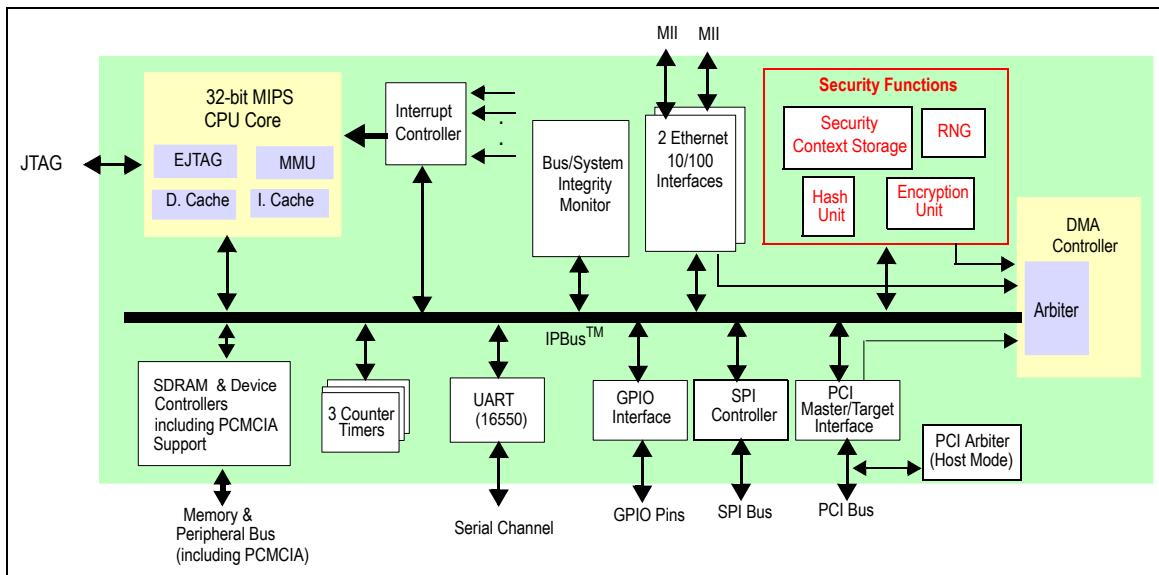 MII
MII
32-bit MIPS
CPU Core
EJTAG
MMU
D. Cache
I. Cache
JTAG
Interrupt
Controller
Bus/System
Integrity
Monitor
2 Ethernet
10/100
Interfaces
Security Functions
Security
Context Storage
RNG
Hash
Unit
Encryption
Unit
DMA
Controller
Arbiter
IPBus™
SDRAM & Device
Controllers
including PCMCIA
Support
3 Counter
Timers
UART
(16550)
GPIO
Interface
SPI
Controller
PCI
Master/Target
Interface
PCI Arbiter
(Host Mode)
Memory &
Peripheral Bus
(including PCMCIA)
Serial Channel
GPIO Pins
SPI Bus
PCI Bus